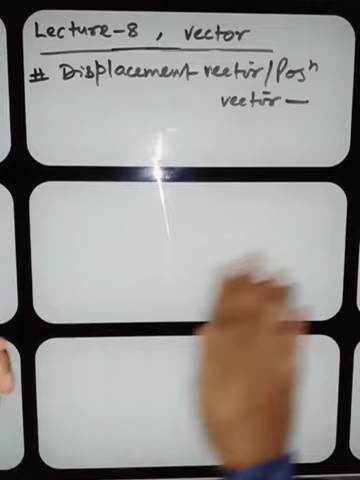 Lecture-8, vector
# Displacement vector/Posn
vector —